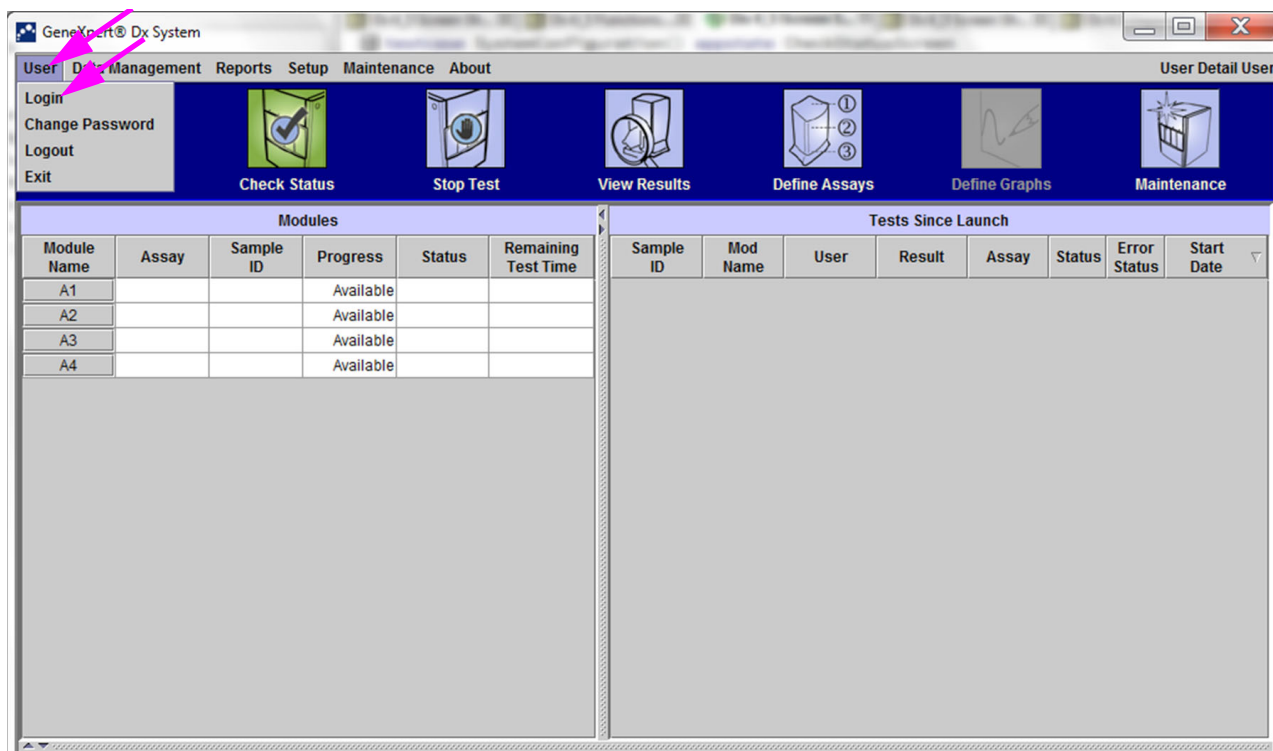 GeneXpert® Dx System
User Data Management Reports Setup Maintenance About User Detail User
Login
Change Password
Logout
Exit
Check Status Stop Test View Results Define Assays Define Graphs Maintenance
1
2
3
Modules
Module Name Assay Sample ID Progress Status Remaining Test Time
A1 Available
A2 Available
A3 Available
A4 Available
Tests Since Launch
Sample ID Mod Name User Result Assay Status Error Status Start Date